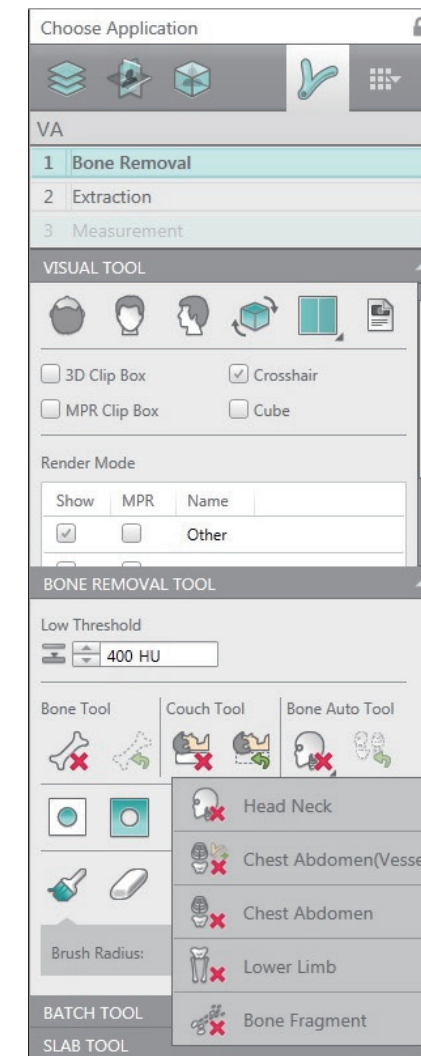 Choose Application
VA
1 Bone Removal
2 Extraction
3 Measurement
VISUAL TOOL
3D Clip Box
Crosshair
MPR Clip Box
Cube
Render Mode
Show MPR Name
Other
BONE REMOVAL TOOL
Low Threshold
400 HU
Bone Tool Couch Tool Bone Auto Tool
Head Neck
Chest Abdomen(Vesse
Chest Abdomen
Brush Radius:
Lower Limb
BATCH TOOL
Bone Fragment
SLAB TOOL